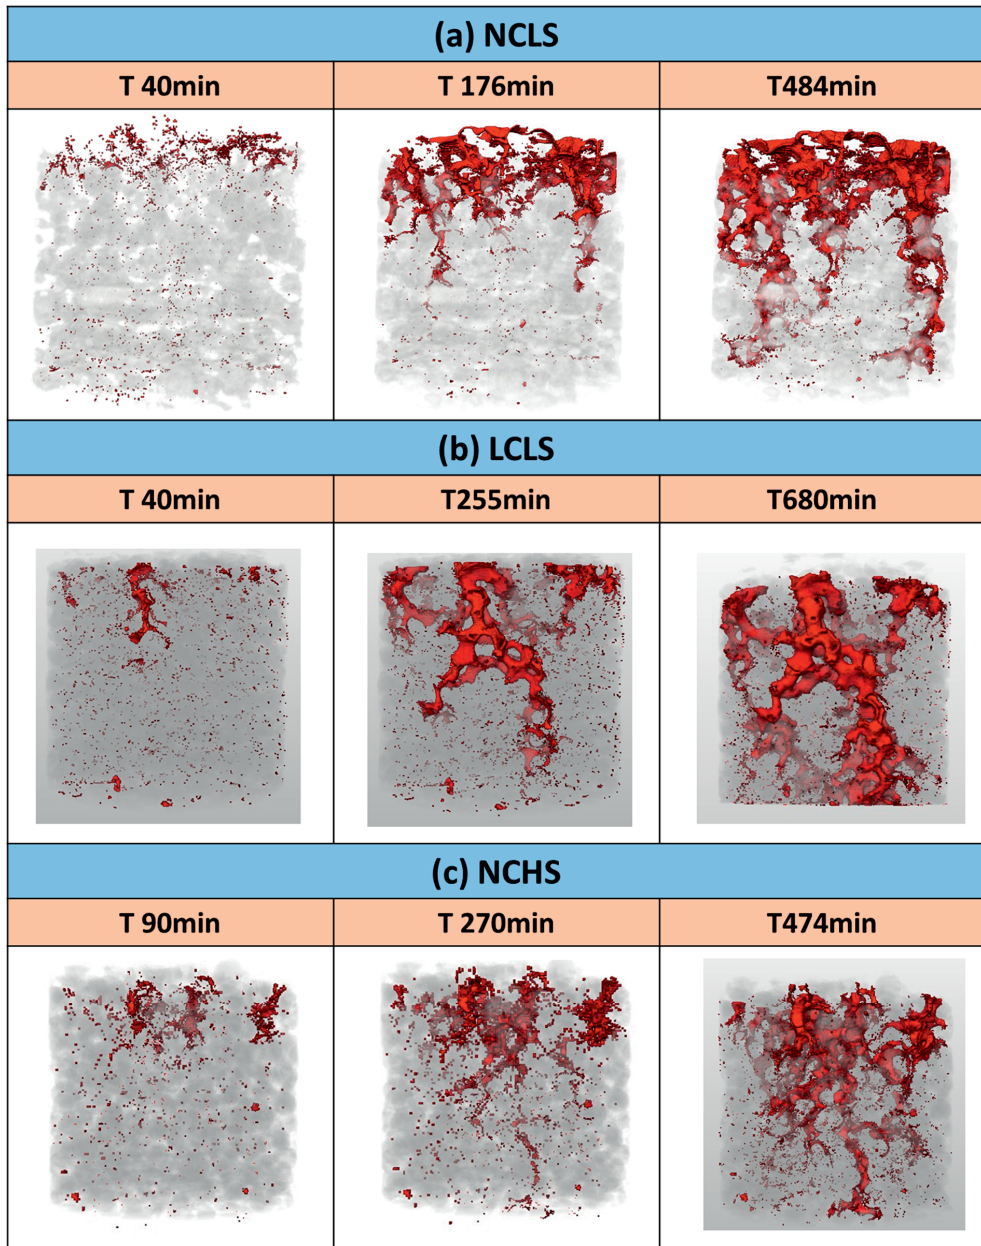 (a) NCLS
T 40min
T 176min
T484min
(b) LCLS
T 40min
T255min
T680min
(c) NCHS
T 90min
T 270min
T474min